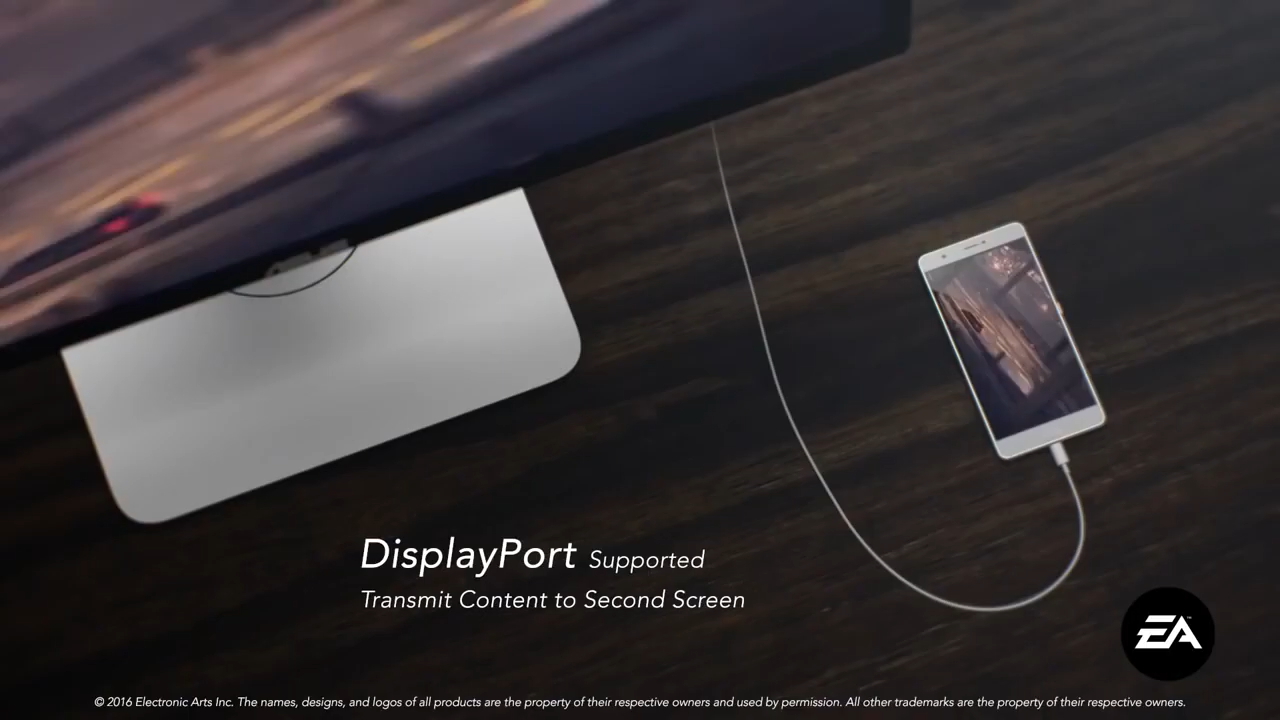 DisplayPort Supported
Transmit Content to Second Screen
EA
© 2016 Electronic Arts Inc. The names, designs, and logos of all products are the property of their respective owners and used by permission. All other trademarks are the property of their respective owners.